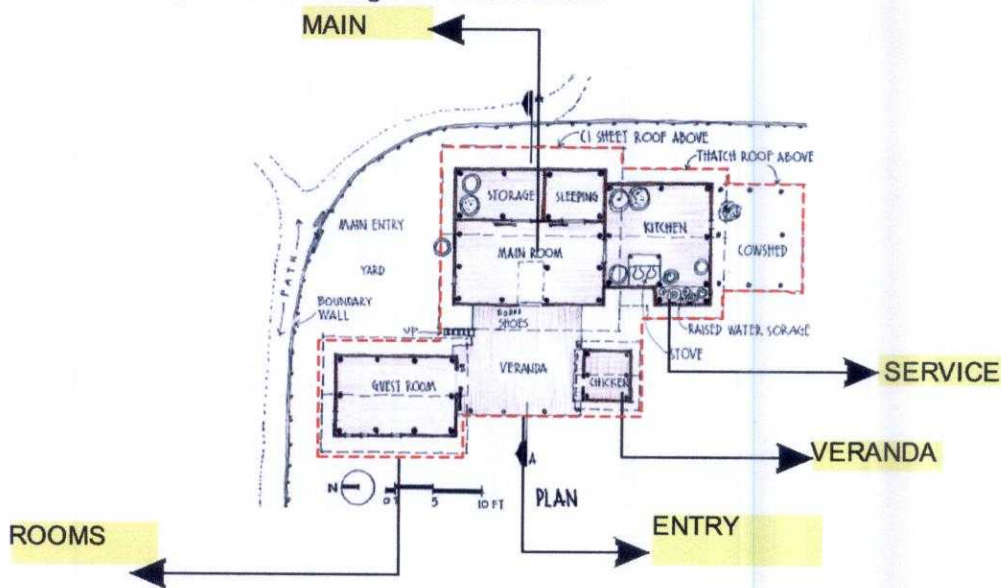 MAIN
CI SHEET ROOF ABOVE
THATCH ROOF ABOVE
STORAGE
SLEEPING
MAIN ENTRY
KITCHEN
MAIN ROOM
COWSHED
YARD
PATH
BOUNDARY
WALL
SHOES
RAISED WATER SORAGE
UP
STOVE
VERANDA
SERVICE
GUEST ROOM
CHICKEN
VERANDA
A
N
0 1 5 10 FT
PLAN
ENTRY
ROOMS